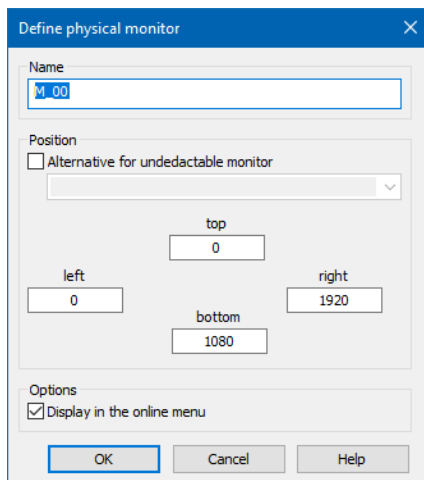 Define physical monitor
Name
M_00
Position
Alternative for undedactable monitor
top
0
left
right
0
1920
bottom
1080
Options
Display in the online menu
OK Cancel Help